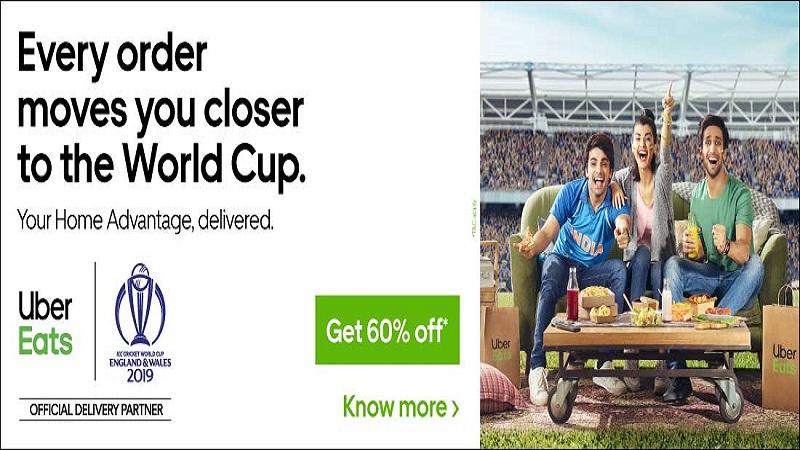 Every order
moves you closer
to the World Cup.
Your Home Advantage, delivered.
Uber
Eats
ICC CRICKET WORLD CUP
ENGLAND & WALES
2019
OFFICIAL DELIVERY PARTNER
Get 60% off*
Know more >
*T&C apply
INDIA
Uber
Eats
Uber
Eats